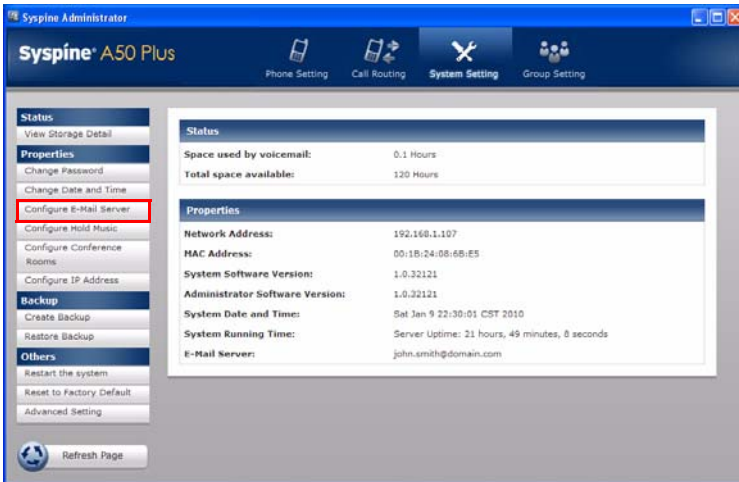 Syspine Administrator
Syspine® A50 Plus
Phone Setting
Call Routing
System Setting
Group Setting
Status
View Storage Detail
Properties
Change Password
Change Date and Time
Configure E-Mail Server
Configure Hold Music
Configure Conference
Rooms
Configure IP Address
Backup
Create Backup
Restore Backup
Others
Restart the system
Reset to Factory Default
Advanced Setting
Refresh Page
Status
Space used by voicemail: 0.1 Hours
Total space available: 120 Hours
Properties
Network Address: 192.168.1.107
MAC Address: 00:1B:24:08:6B:E5
System Software Version: 1.0.32121
Administrator Software Version: 1.0.32121
System Date and Time: Sat Jan 9 22:30:01 CST 2010
System Running Time: Server Uptime: 21 hours, 49 minutes, 8 seconds
E-Mail Server: john.smith@domain.com